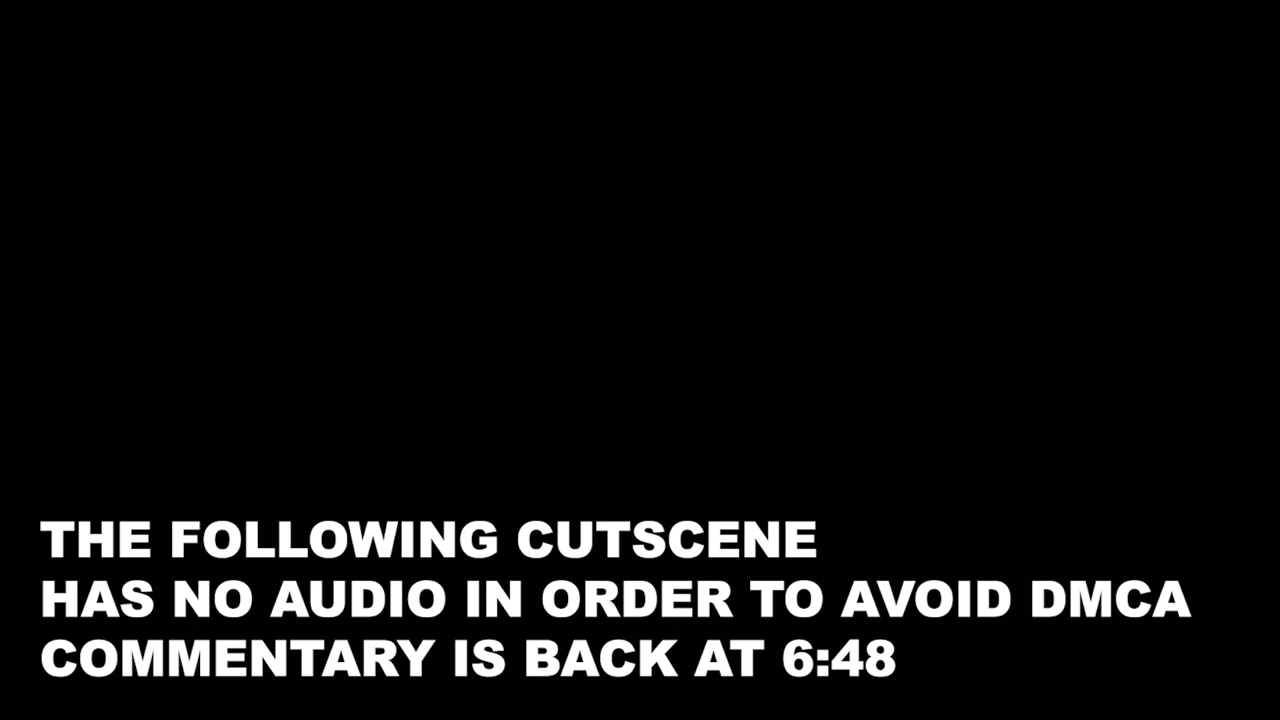 THE FOLLOWING CUTSCENE
HAS NO AUDIO IN ORDER TO AVOID DMCA
COMMENTARY IS BACK AT 6:48